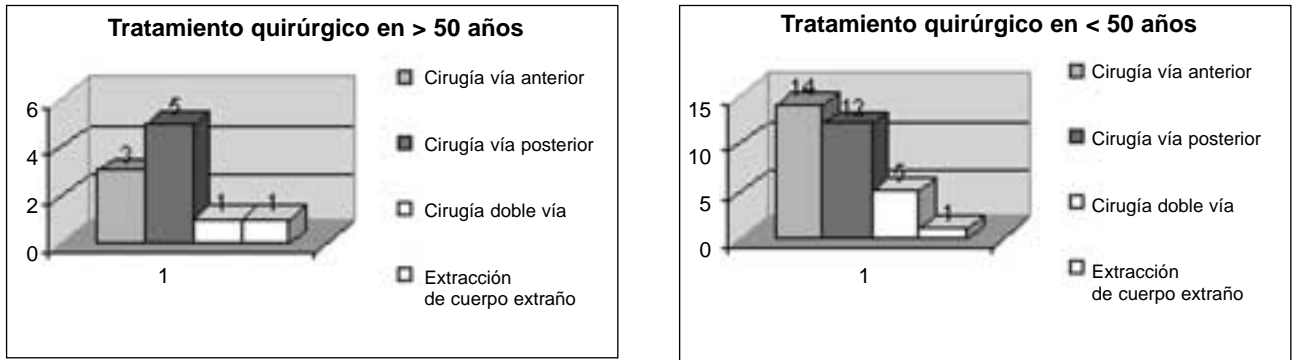 Tratamiento quirúrgico en > 50 años
6
4
2
0
3
5
1
1
1
Cirugía vía anterior
Cirugía vía posterior
Cirugía doble vía
Extracción
de cuerpo extraño
Tratamiento quirúrgico en < 50 años
15
10
5
0
14
12
5
1
1
Cirugía vía anterior
Cirugía vía posterior
Cirugía doble vía
Extracción
de cuerpo extraño